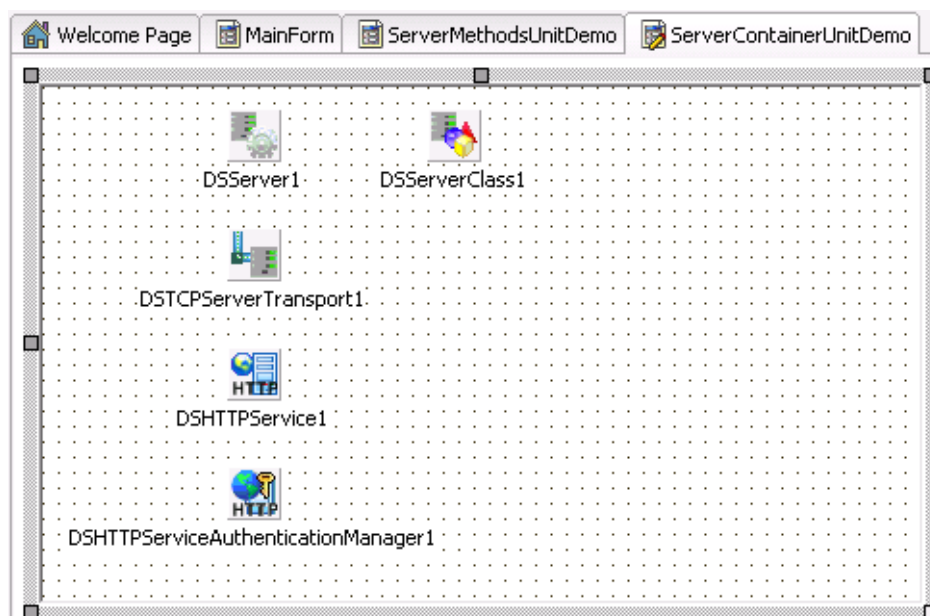 Welcome Page MainForm ServerMethodsUnitDemo ServerContainerUnitDemo
DSServer1 DSServerClass1
DSTCPServerTransport1
HTTP
DSHTTPService1
HTTP
DSHTTPServiceAuthenticationManager1